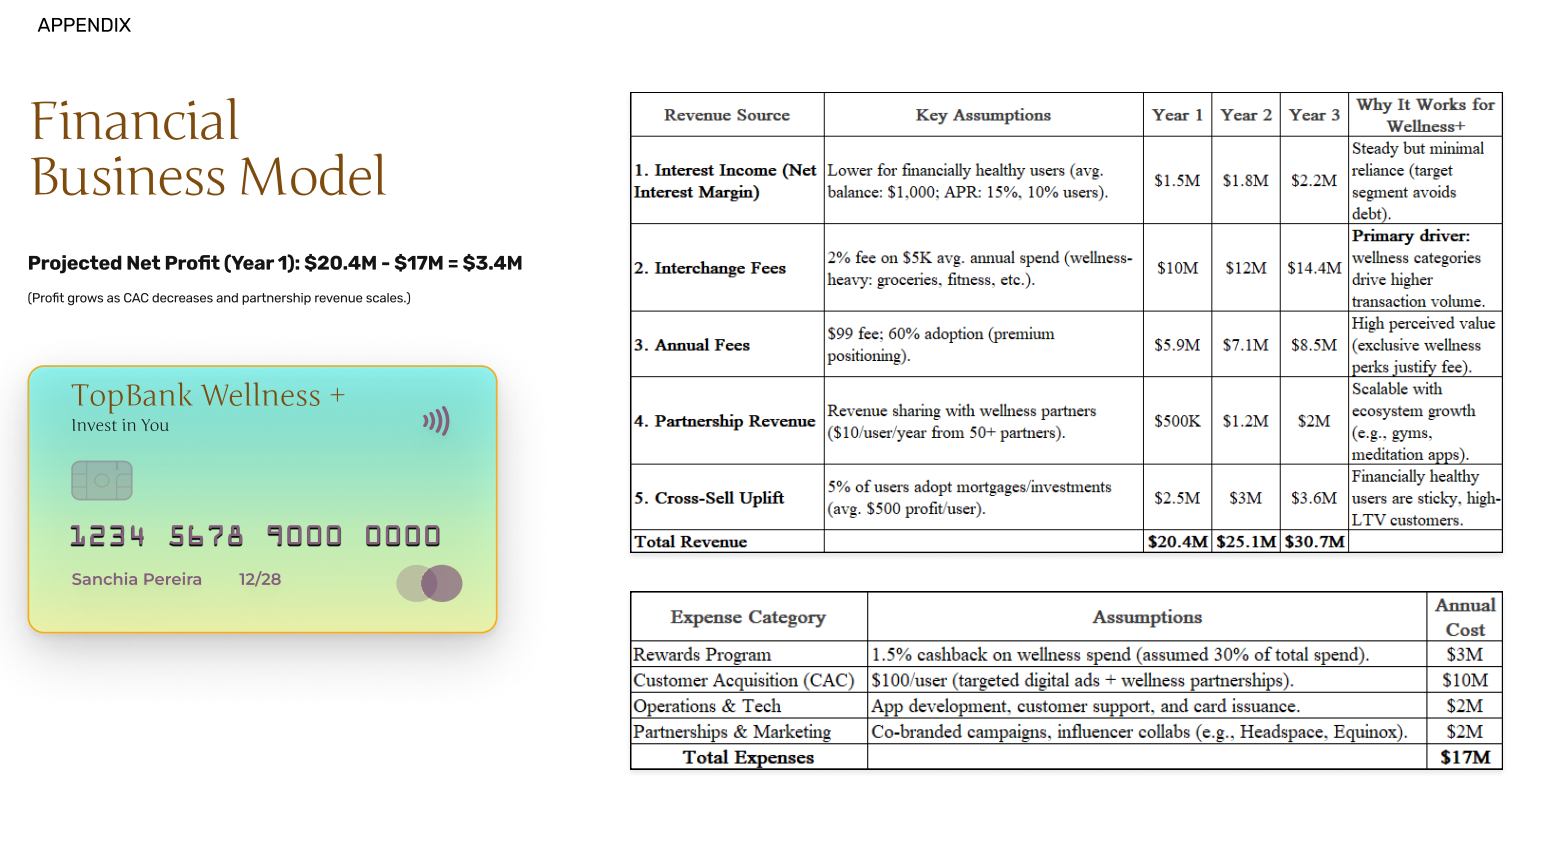 APPENDIX
Financial
Business Model
Projected Net Profit (Year 1): $20.4M - $17M = $3.4M
(Profit grows as CAC decreases and partnership revenue scales.)
TopBank Wellness +
Invest in You
1234 5678 9000 0000
Sanchia Pereira 12/28
Revenue Source Key Assumptions Year 1 Year 2 Year 3 Why It Works for
Wellness+
1. Interest Income (Net
Interest Margin)
Lower for financially healthy users (avg.
balance: $1,000; APR: 15%, 10% users).
$1.5M $1.8M $2.2M
Steady but minimal
reliance (target
segment avoids
debt).
2. Interchange Fees
2% fee on $5K avg. annual spend (wellness-
heavy: groceries, fitness, etc.).
$10M $12M $14.4M
Primary driver:
wellness categories
drive higher
transaction volume.
3. Annual Fees
$99 fee; 60% adoption (premium
positioning).
$5.9M $7.1M $8.5M
High perceived value
(exclusive wellness
perks justify fee).
4. Partnership Revenue
Revenue sharing with wellness partners
($10/user/year from 50+ partners).
$500K $1.2M $2M
Scalable with
ecosystem growth
(e.g., gyms,
meditation apps).
5. Cross-Sell Uplift
5% of users adopt mortgages/investments
(avg. $500 profit/user).
$2.5M $3M $3.6M
Financially healthy
users are sticky, high-
LTV customers.
Total Revenue $20.4M $25.1M $30.7M
Expense Category Assumptions Annual
Cost
Rewards Program 1.5% cashback on wellness spend (assumed 30% of total spend). $3M
Customer Acquisition (CAC) $100/user (targeted digital ads + wellness partnerships). $10M
Operations & Tech App development, customer support, and card issuance. $2M
Partnerships & Marketing Co-branded campaigns, influencer collabs (e.g., Headspace, Equinox). $2M
Total Expenses $17M